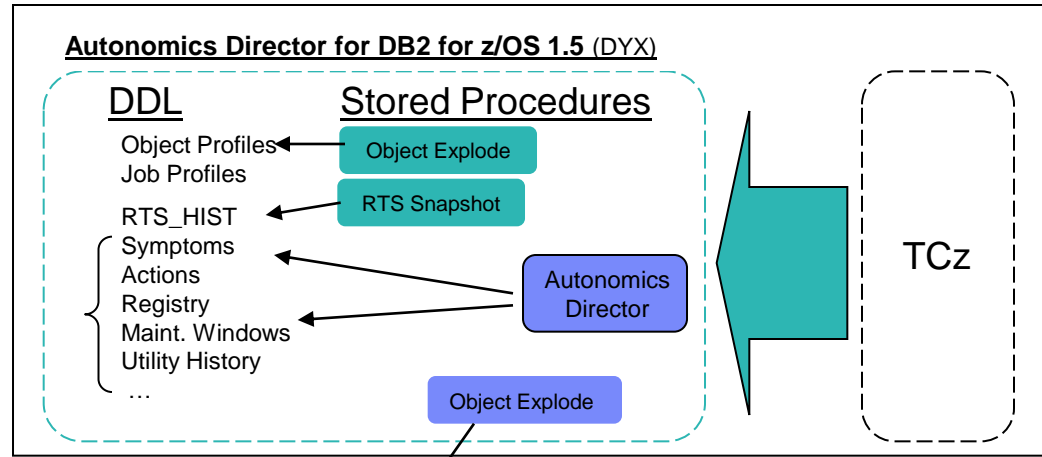 Autonomics Director for DB2 for z/OS 1.5 (DYX)
DDL
Stored Procedures
Object Profiles
Job Profiles
Object Explode
RTS_HIST
RTS Snapshot
Symptoms
Actions
Registry
Maint. Windows
Utility History
…
Autonomics
Director
Object Explode
TCz